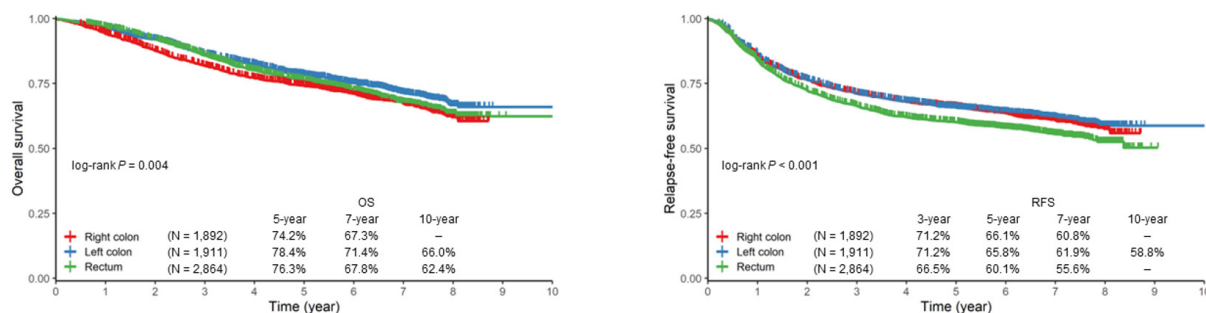 Overall survival
1.00
0.75
0.50
0.25
0.00
log-rank P = 0.004
OS
5-year 7-year 10-year
Right colon (N = 1,892) 74.2% 67.3% –
Left colon (N = 1,911) 78.4% 71.4% 66.0%
Rectum (N = 2,864) 76.3% 67.8% 62.4%
0 1 2 3 4 5 6 7 8 9 10
Time (year)
Relapse-free survival
1.00
0.75
0.50
0.25
0.00
log-rank P < 0.001
RFS
3-year 5-year 7-year 10-year
Right colon (N = 1,892) 71.2% 66.1% 60.8% –
Left colon (N = 1,911) 71.2% 65.8% 61.9% 58.8%
Rectum (N = 2,864) 66.5% 60.1% 55.6% –
0 1 2 3 4 5 6 7 8 9 10
Time (year)